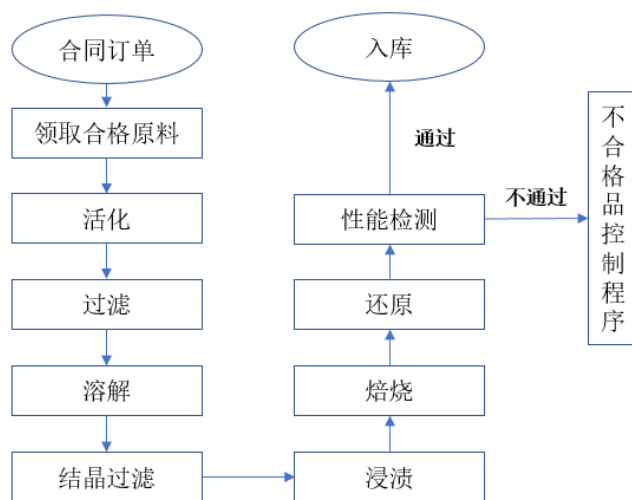 合同订单
领取合格原料
活化
过滤
溶解
结晶过滤
浸渍
焙烧
还原
性能检测
通过
入库
不通过
不合格品控制程序